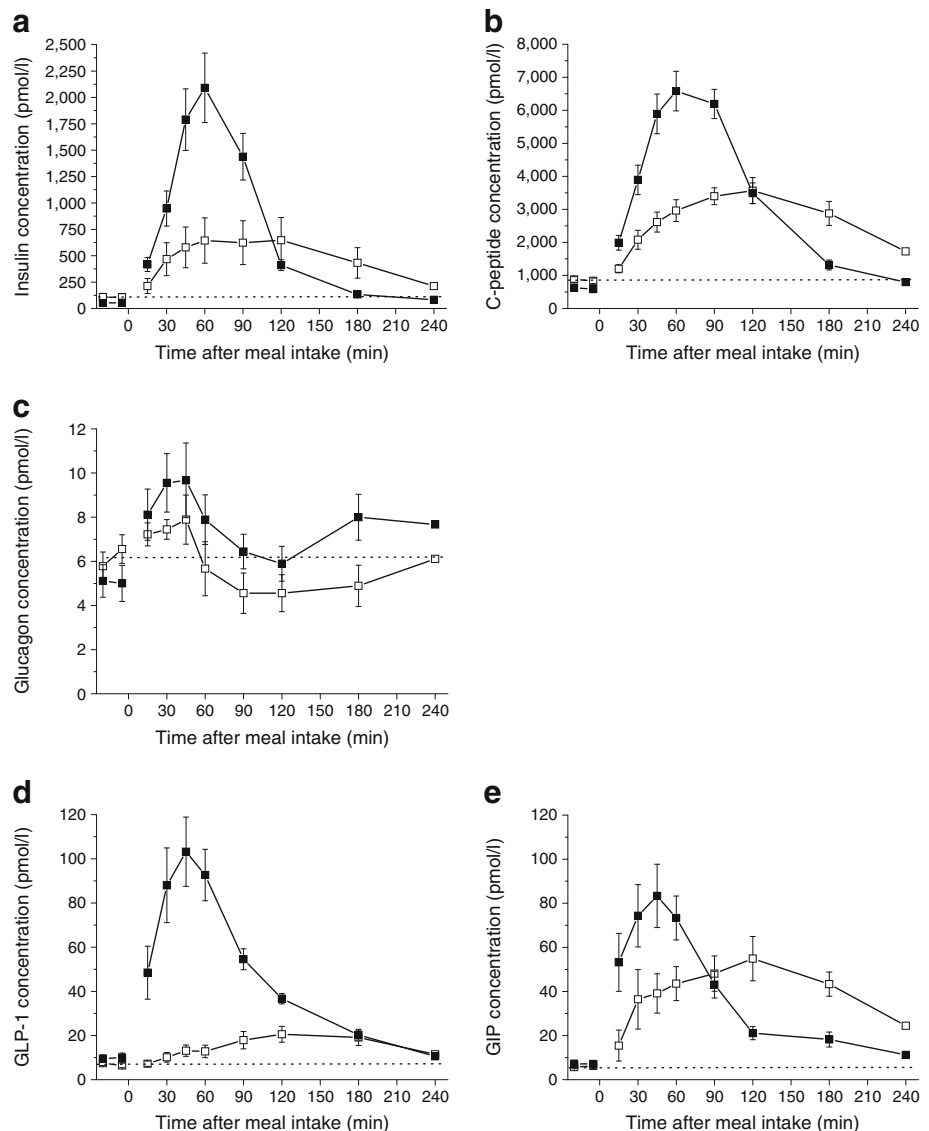 a
Insulin concentration (pmol/l)
2,500
2,250
2,000
1,750
1,500
1,250
1,000
750
500
250
0
0 30 60 90 120 150 180 210 240
Time after meal intake (min)
b
C-peptide concentration (pmol/l)
8,000
7,000
6,000
5,000
4,000
3,000
2,000
1,000
0
0 30 60 90 120 150 180 210 240
Time after meal intake (min)
c
Glucagon concentration (pmol/l)
12
10
8
6
4
2
0
0 30 60 90 120 150 180 210 240
Time after meal intake (min)
d
GLP-1 concentration (pmol/l)
120
100
80
60
40
20
0
0 30 60 90 120 150 180 210 240
Time after meal intake (min)
e
GIP concentration (pmol/l)
120
100
80
60
40
20
0
0 30 60 90 120 150 180 210 240
Time after meal intake (min)